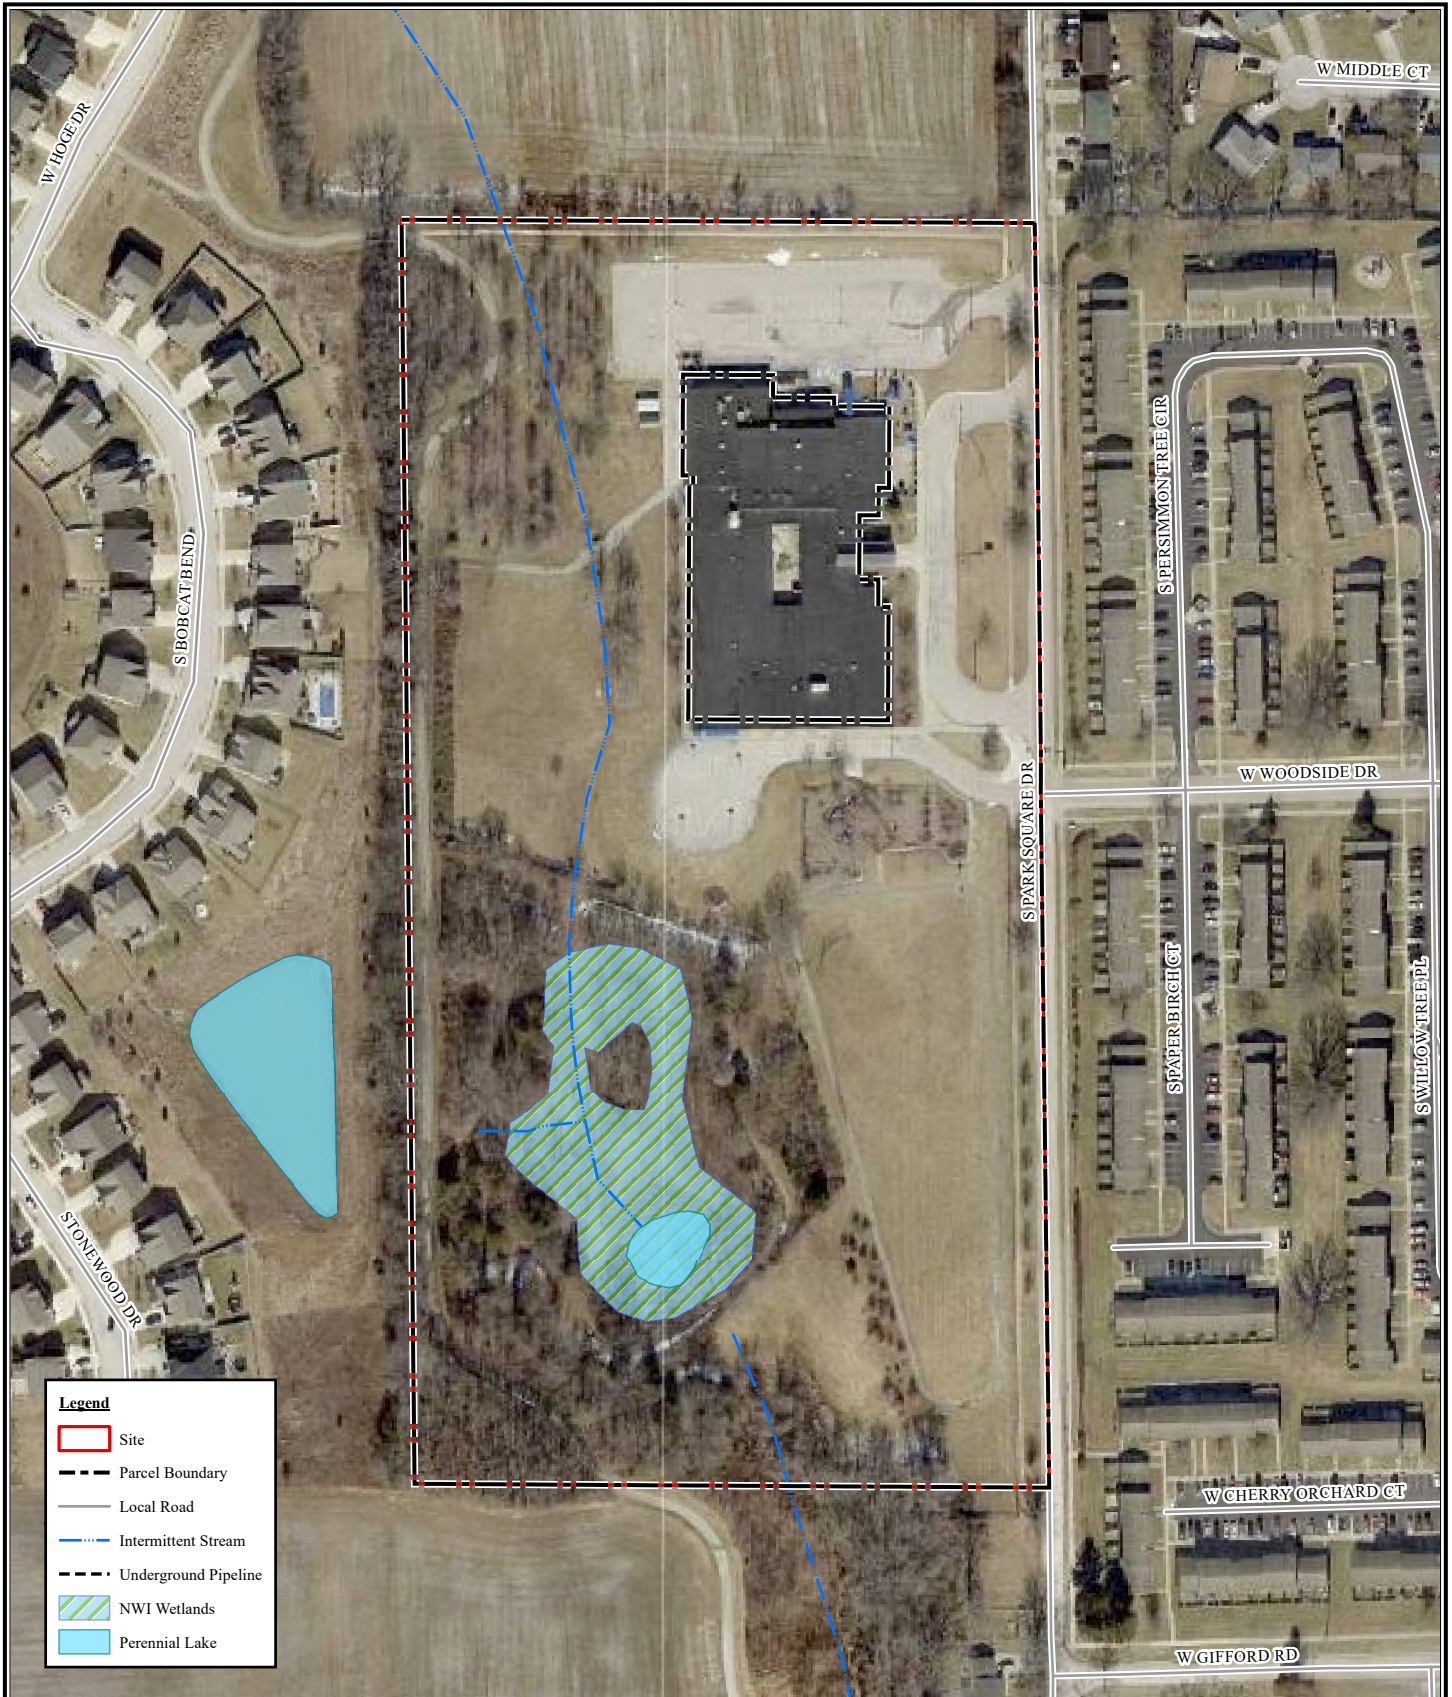 W MIDDLE CT
W HOGE DR
S PERSIMMON TREE CIR
S BOBCAT BEND
W WOODSIDE DR
S PARK SQUARE DR
S PAPER BIRCH CT
S WILLOWTREE PL
STONEWOOD DR
W CHERRY ORCHARD CT
W GIFFORD RD
Legend
Site
Parcel Boundary
Local Road
Intermittent Stream
Underground Pipeline
NWI Wetlands
Perennial Lake